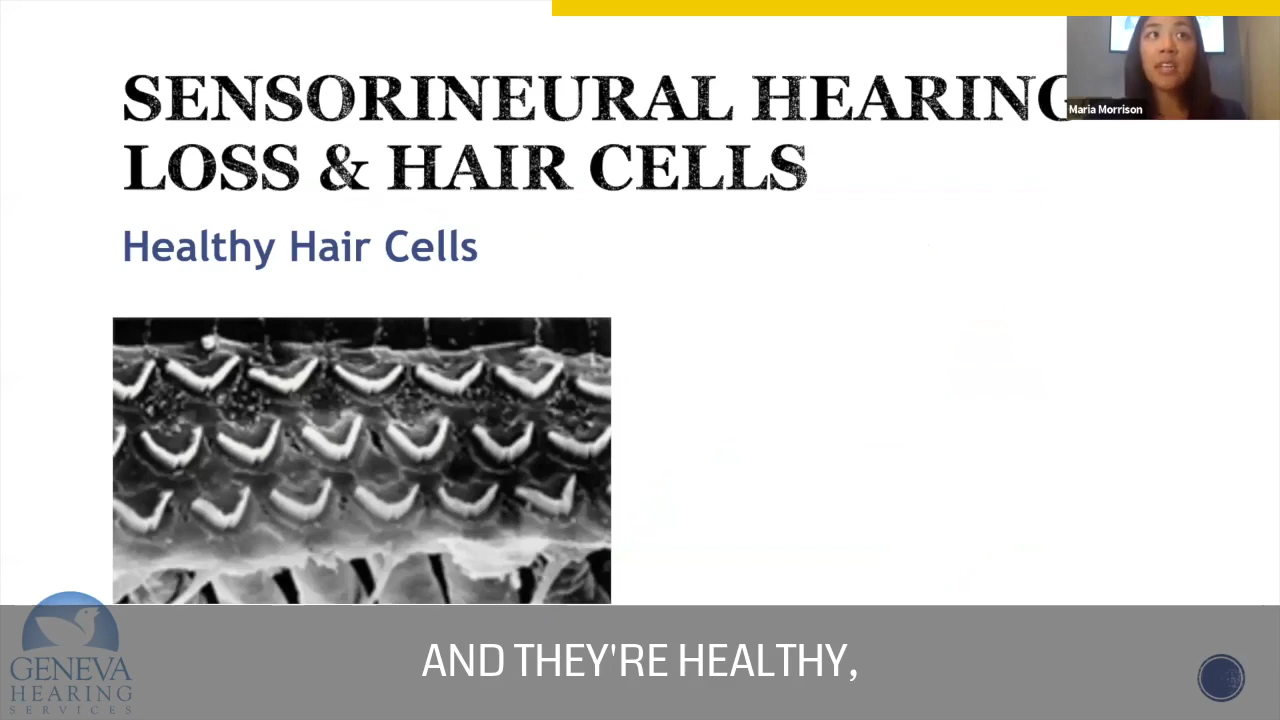 SENSORINEURAL HEARING
LOSS & HAIR CELLS
Maria Morrison
Healthy Hair Cells
AND THEY'RE HEALTHY,
GENEVA
HEARING
SERVICES